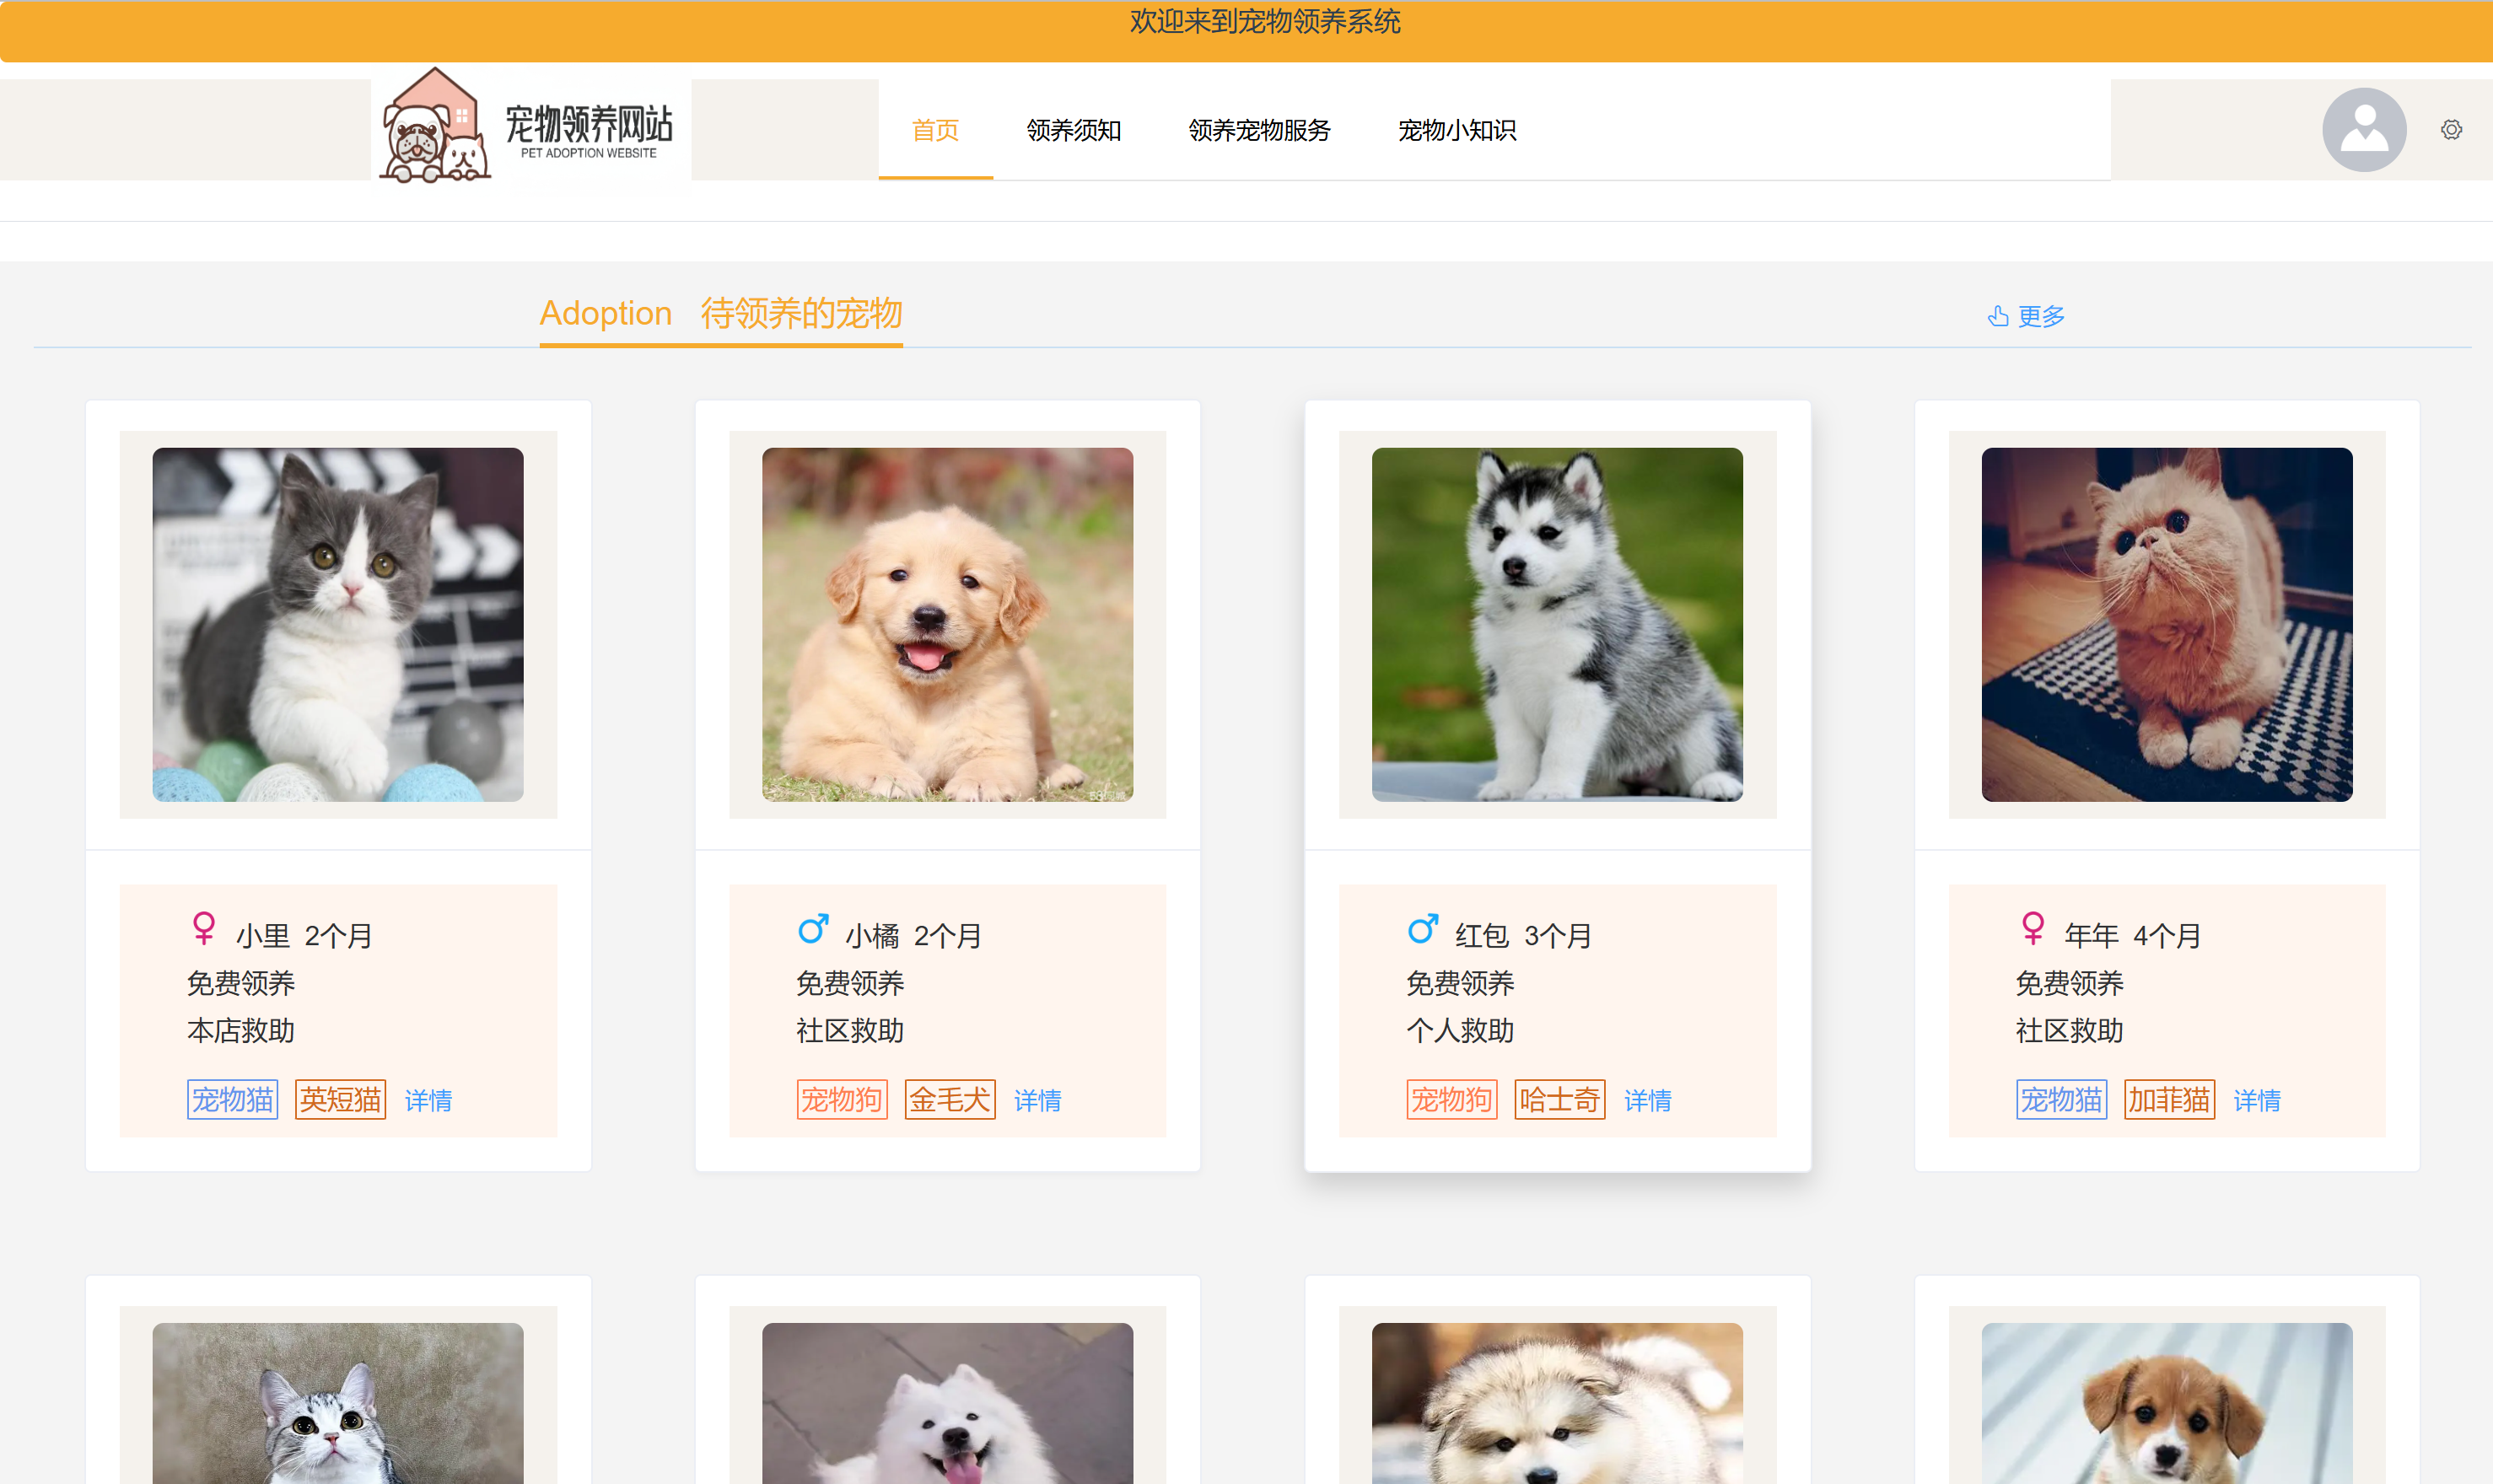 欢迎来到宠物领养系统
宠物领养网站
PET ADOPTION WEBSITE
首页 领养须知 领养宠物服务 宠物小知识
Adoption 待领养的宠物
更多
♀ 小里 2个月
免费领养
本店救助
宠物猫 英短猫 详情
♂ 小橘 2个月
免费领养
社区救助
宠物狗 金毛犬 详情
♂ 红包 3个月
免费领养
个人救助
宠物狗 哈士奇 详情
♀ 年年 4个月
免费领养
社区救助
宠物猫 加菲猫 详情